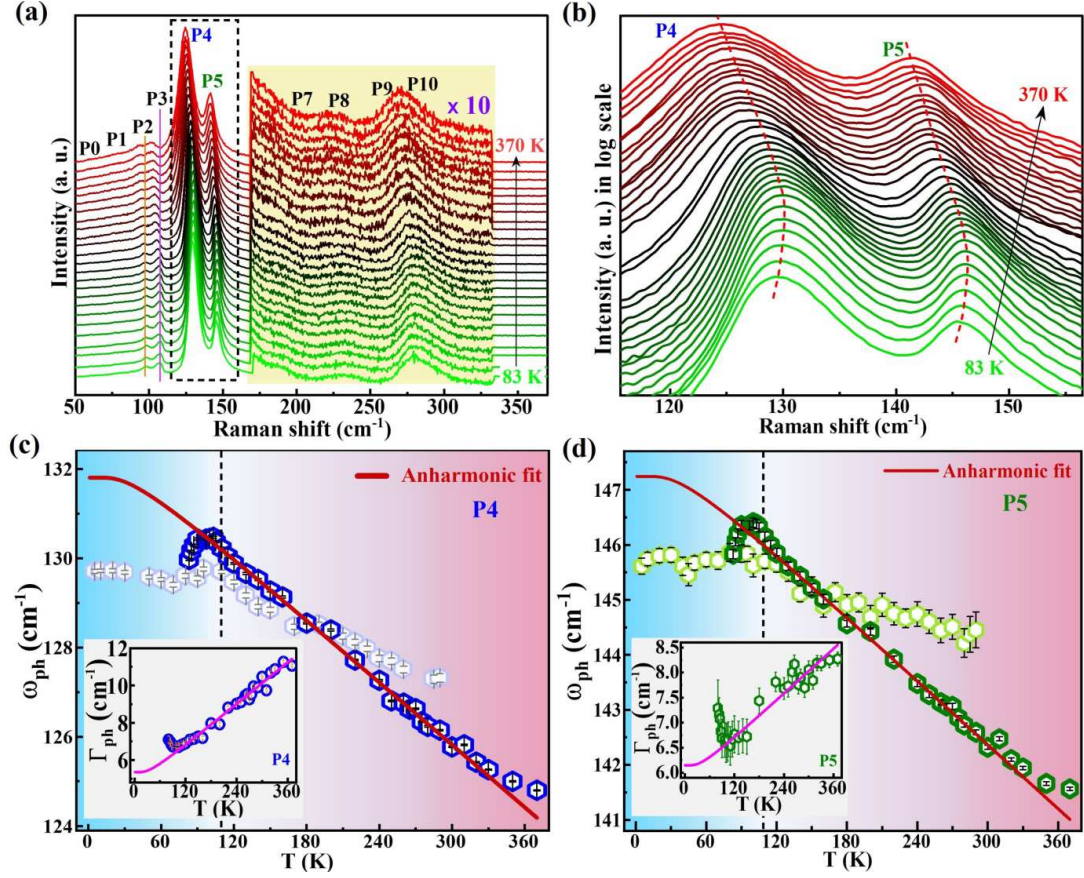 (a)
P4
P5
P3
P2
P1
P0
P7
P8
P9
P10
x 10
370 K
83 K
Intensity (a. u.)
50
100
150
200
250
300
350
Raman shift (cm-1)
(b)
P4
P5
370 K
83 K
Intensity (a. u.) in log scale
120
130
140
150
Raman shift (cm-1)
(c)
Anharmonic fit
P4
132
130
128
126
124
ωph (cm-1)
0
60
120
180
240
300
360
T (K)
12
10
8
6
Γph (cm-1)
0
120
240
360
T (K)
P4
(d)
Anharmonic fit
P5
147
146
145
144
143
142
141
ωph (cm-1)
0
60
120
180
240
300
360
T (K)
8.5
8.0
7.5
7.0
6.5
6.0
Γph (cm-1)
0
120
240
360
T (K)
P5